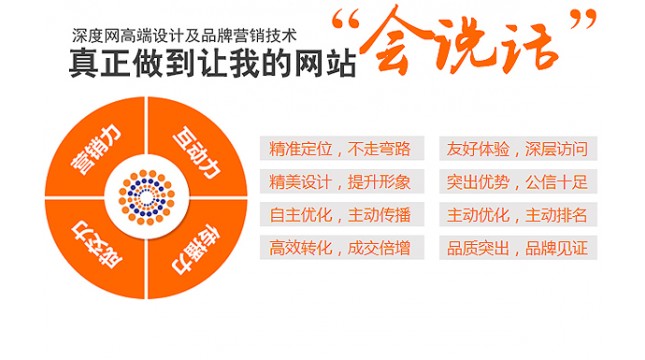 深度网高端设计及品牌营销技术
真正做到让我的网站“会说话”
营销力
互动力
成交力
传播力
精准定位，不走弯路
友好体验，深层访问
精美设计，提升形象
突出优势，公信十足
自主优化，主动传播
主动优化，主动排名
高效转化，成交倍增
品质突出，品牌见证